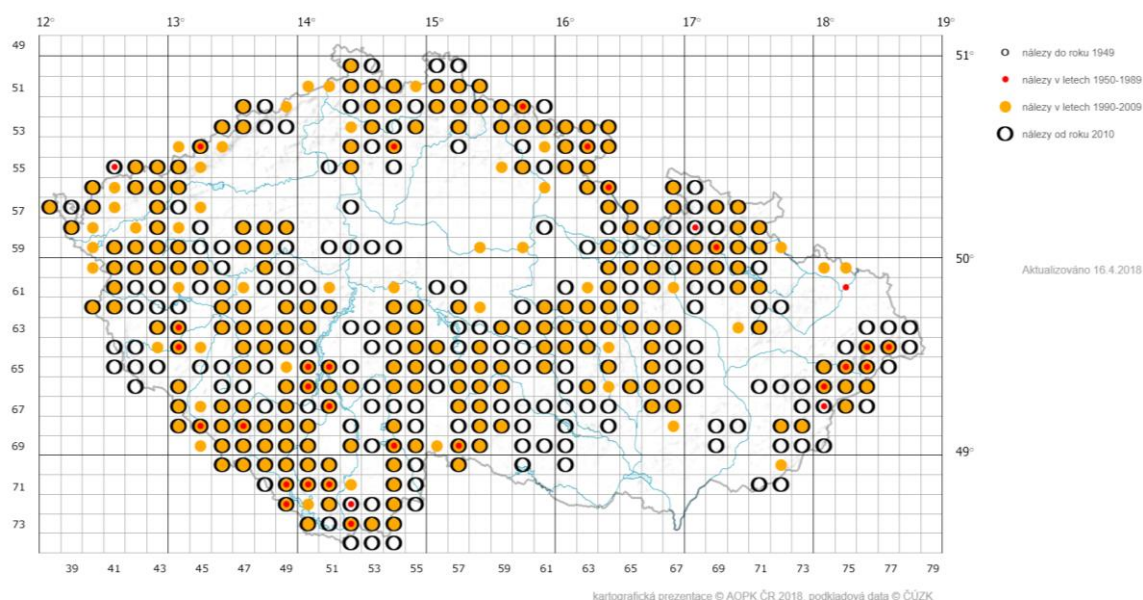 12° 13° 14° 15° 16° 17° 18° 19°
49
51°
51
53
55
57
59
50°
61
63
65
67
69
49°
71
73
39 41 43 45 47 49 51 53 55 57 59 61 63 65 67 69 71 73 75 77 79
nálezy do roku 1949
nálezy v letech 1950-1989
nálezy v letech 1990-2009
nálezy od roku 2010
Aktualizováno 16.4.2018
kartografická prezentace © AOPK ČR 2018, podkladová data © ČÚZK